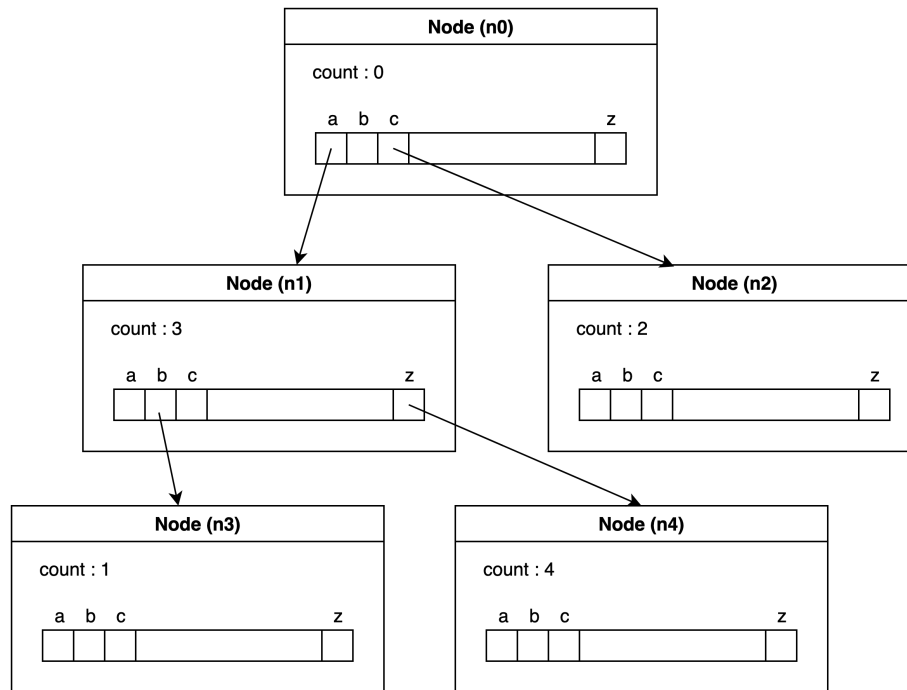 Node (n0)
count : 0
a b c z
Node (n1)
count : 3
a b c z
Node (n2)
count : 2
a b c z
Node (n3)
count : 1
a b c z
Node (n4)
count : 4
a b c z